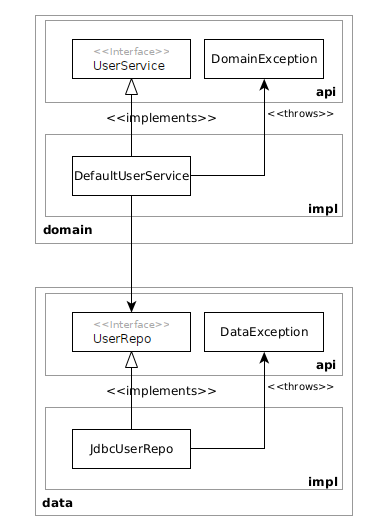 <<Interface>>
UserService
DomainException
api
<<implements>>
<<throws>>
DefaultUserService
impl
domain
<<Interface>>
UserRepo
DataException
api
<<implements>>
<<throws>>
JdbcUserRepo
impl
data